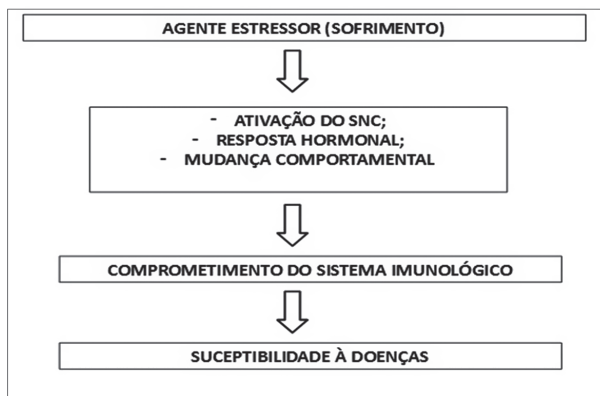 AGENTE ESTRESSOR (SOFRIMENTO)
- ATIVAÇÃO DO SNC;
- RESPOSTA HORMONAL;
- MUDANÇA COMPORTAMENTAL
COMPROMETIMENTO DO SISTEMA IMUNOLÓGICO
SUCEPTIBILIDADE À DOENÇAS